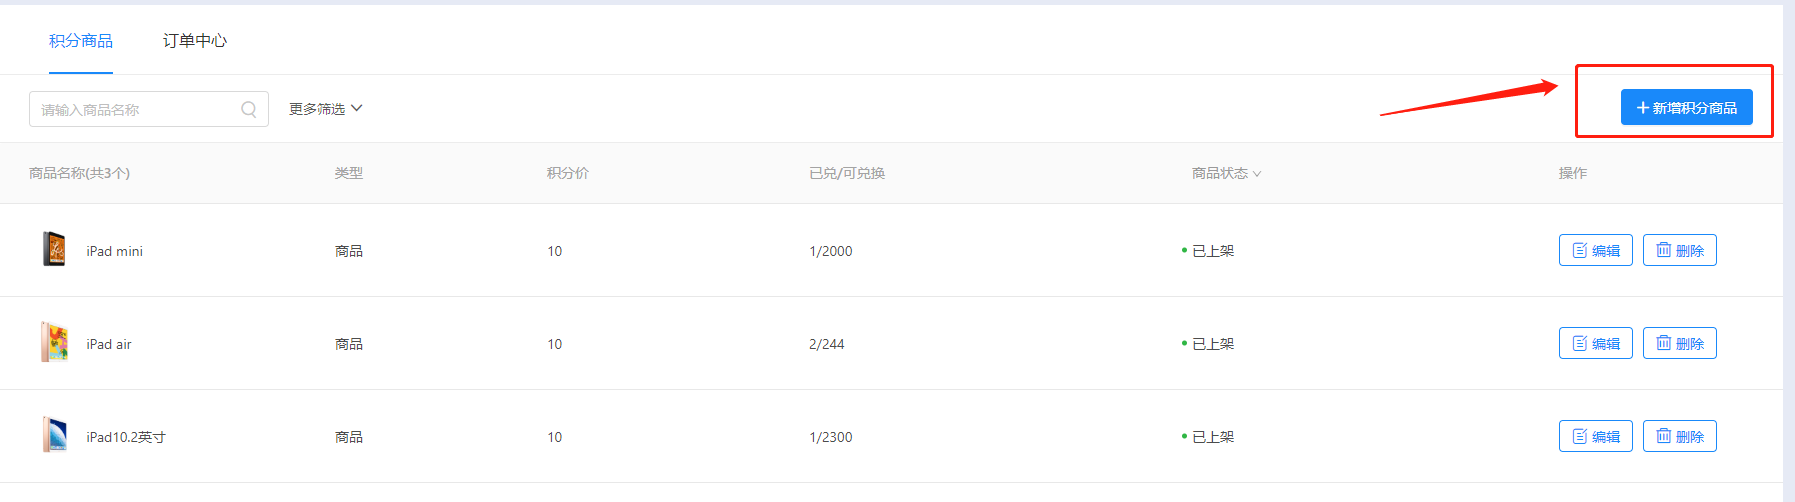 积分商品 订单中心
请输入商品名称 更多筛选 新增积分商品
商品名称(共3个) 类型 积分价 已兑/可兑换 商品状态 操作
iPad mini 商品 10 1/2000 已上架 编辑 删除
iPad air 商品 10 2/244 已上架 编辑 删除
iPad10.2英寸 商品 10 1/2300 已上架 编辑 删除